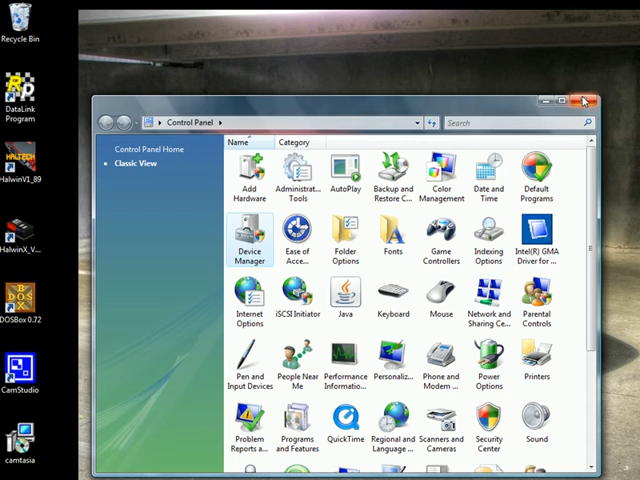 Recycle Bin
DataLink
Program
HalwinV1_89
HalwinX_V...
DOSBox 0.72
CamStudio
camtasia
Control Panel
Search
Control Panel Home
Classic View
Name
Category
Add
Hardware
Administrat...
Tools
AutoPlay
Backup and
Restore C...
Color
Management
Date and
Time
Default
Programs
Device
Manager
Ease of
Acce...
Folder
Options
Fonts
Game
Controllers
Indexing
Options
Intel(R) GMA
Driver for ...
Internet
Options
iSCSI Initiator
Java
Keyboard
Mouse
Network and
Sharing Ce...
Parental
Controls
Pen and
Input Devices
People Near
Me
Performance
Informatio...
Personaliz...
Phone and
Modem ...
Power
Options
Printers
Problem
Reports a...
Programs
and Features
QuickTime
Regional and
Language ...
Scanners and
Cameras
Security
Center
Sound